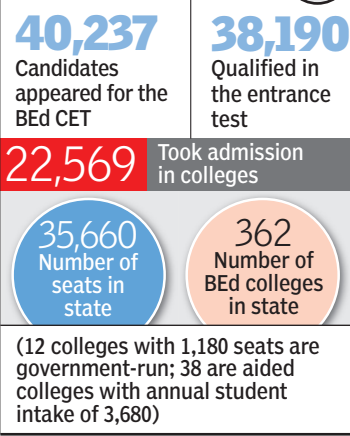 40,237
Candidates
appeared for the
BEd CET
38,190
Qualified in
the entrance
test
22,569
Took admission
in colleges
35,660
Number of
seats in
state
362
Number of
BEd colleges
in state
(12 colleges with 1,180 seats are
government-run; 38 are aided
colleges with annual student
intake of 3,680)